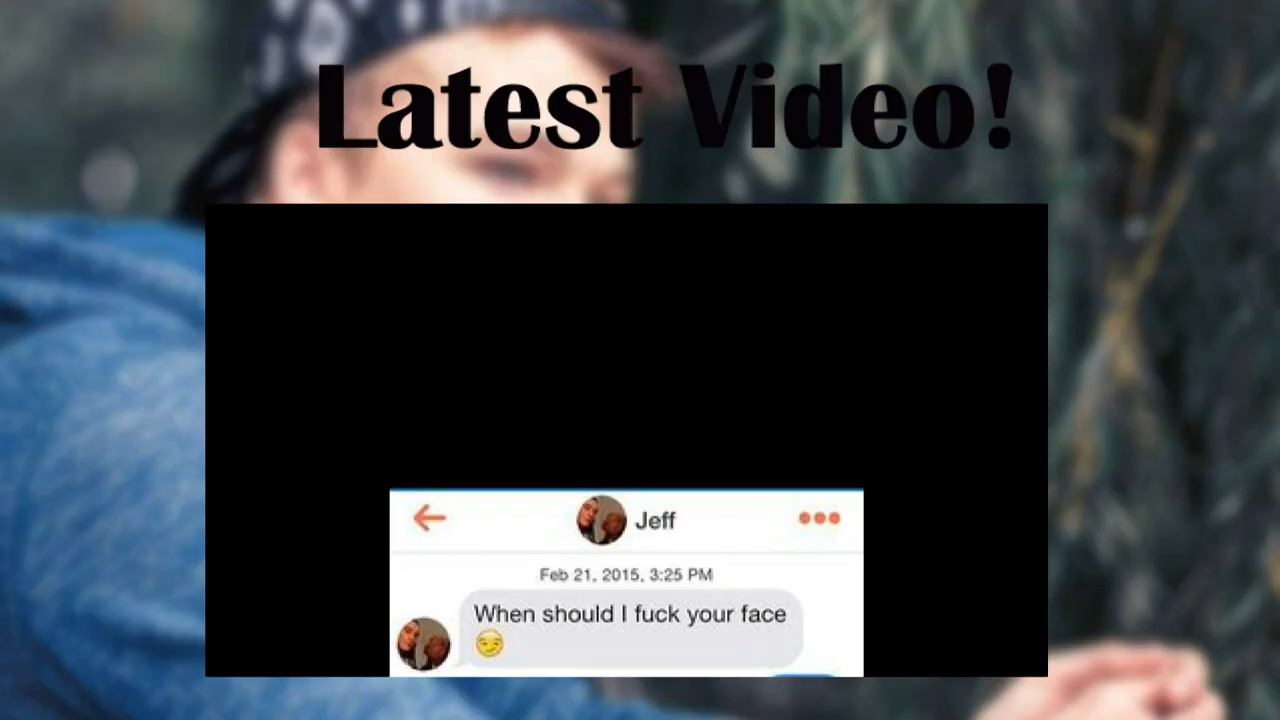 Latest Video!
Jeff
Feb 21, 2015, 3:25 PM
When should I fuck your face
😏